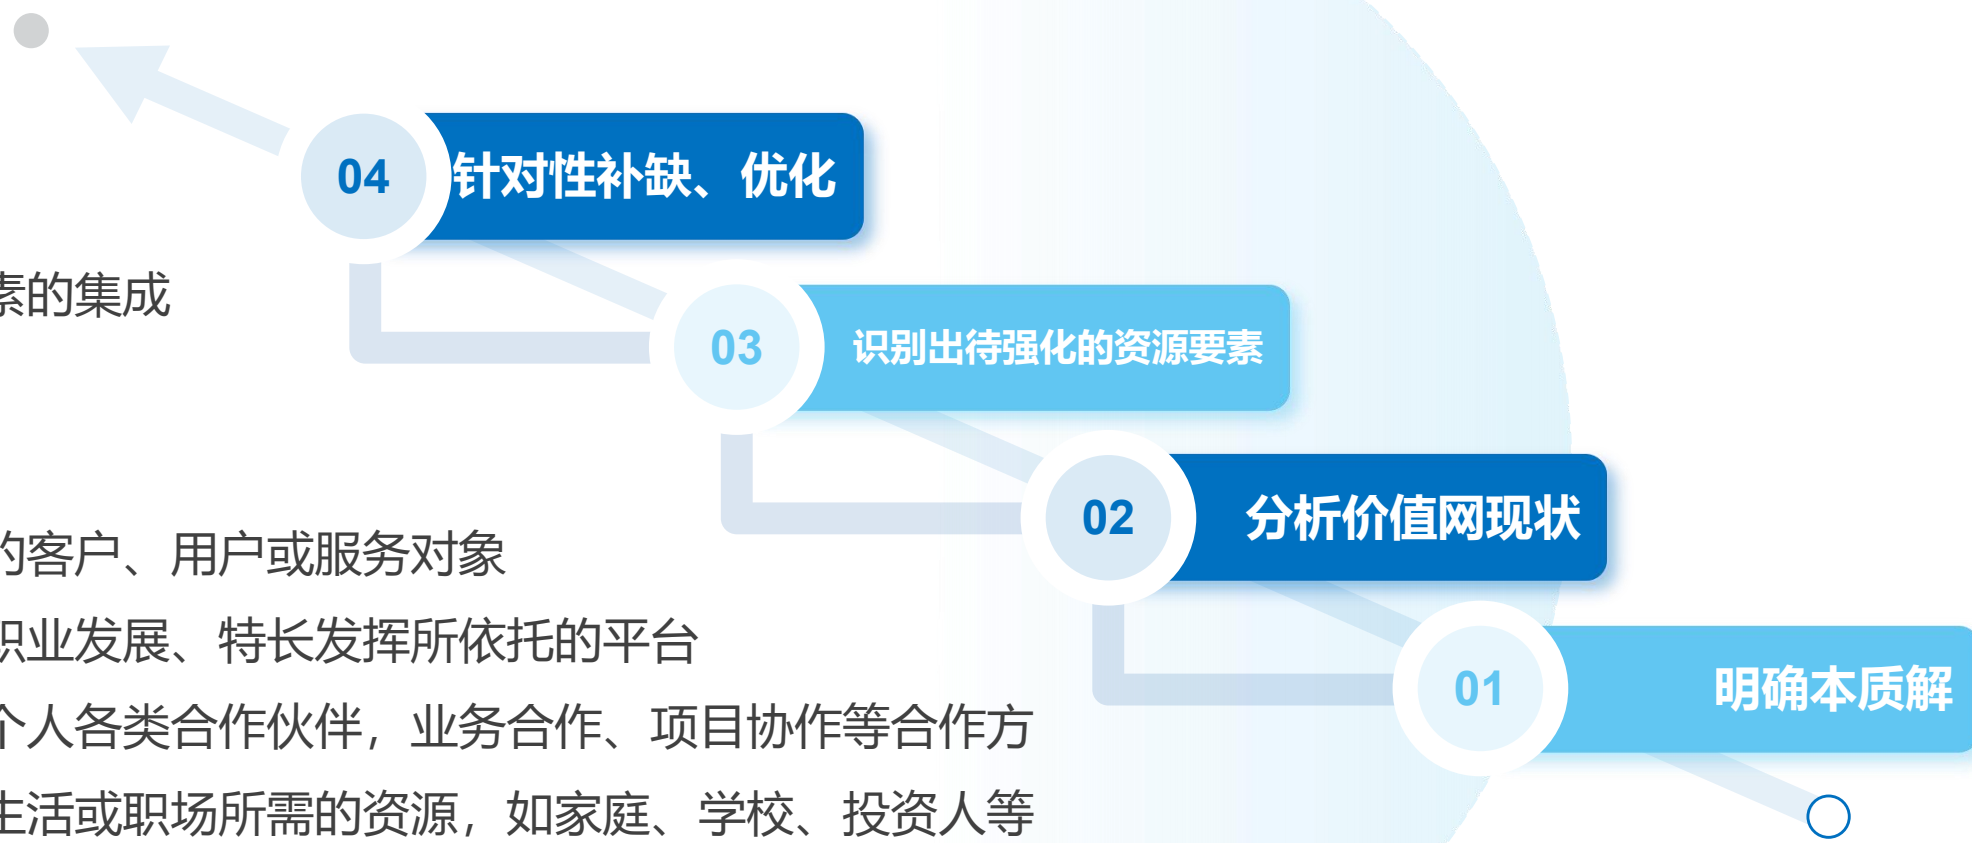 04 针对性补缺、优化
素的集成
03 识别出待强化的资源要素
02 分析价值网现状
的客户、用户或服务对象
职业发展、特长发挥所依托的平台
01 明确本质解
个人各类合作伙伴，业务合作、项目协作等合作方
生活或职场所需的资源，如家庭、学校、投资人等